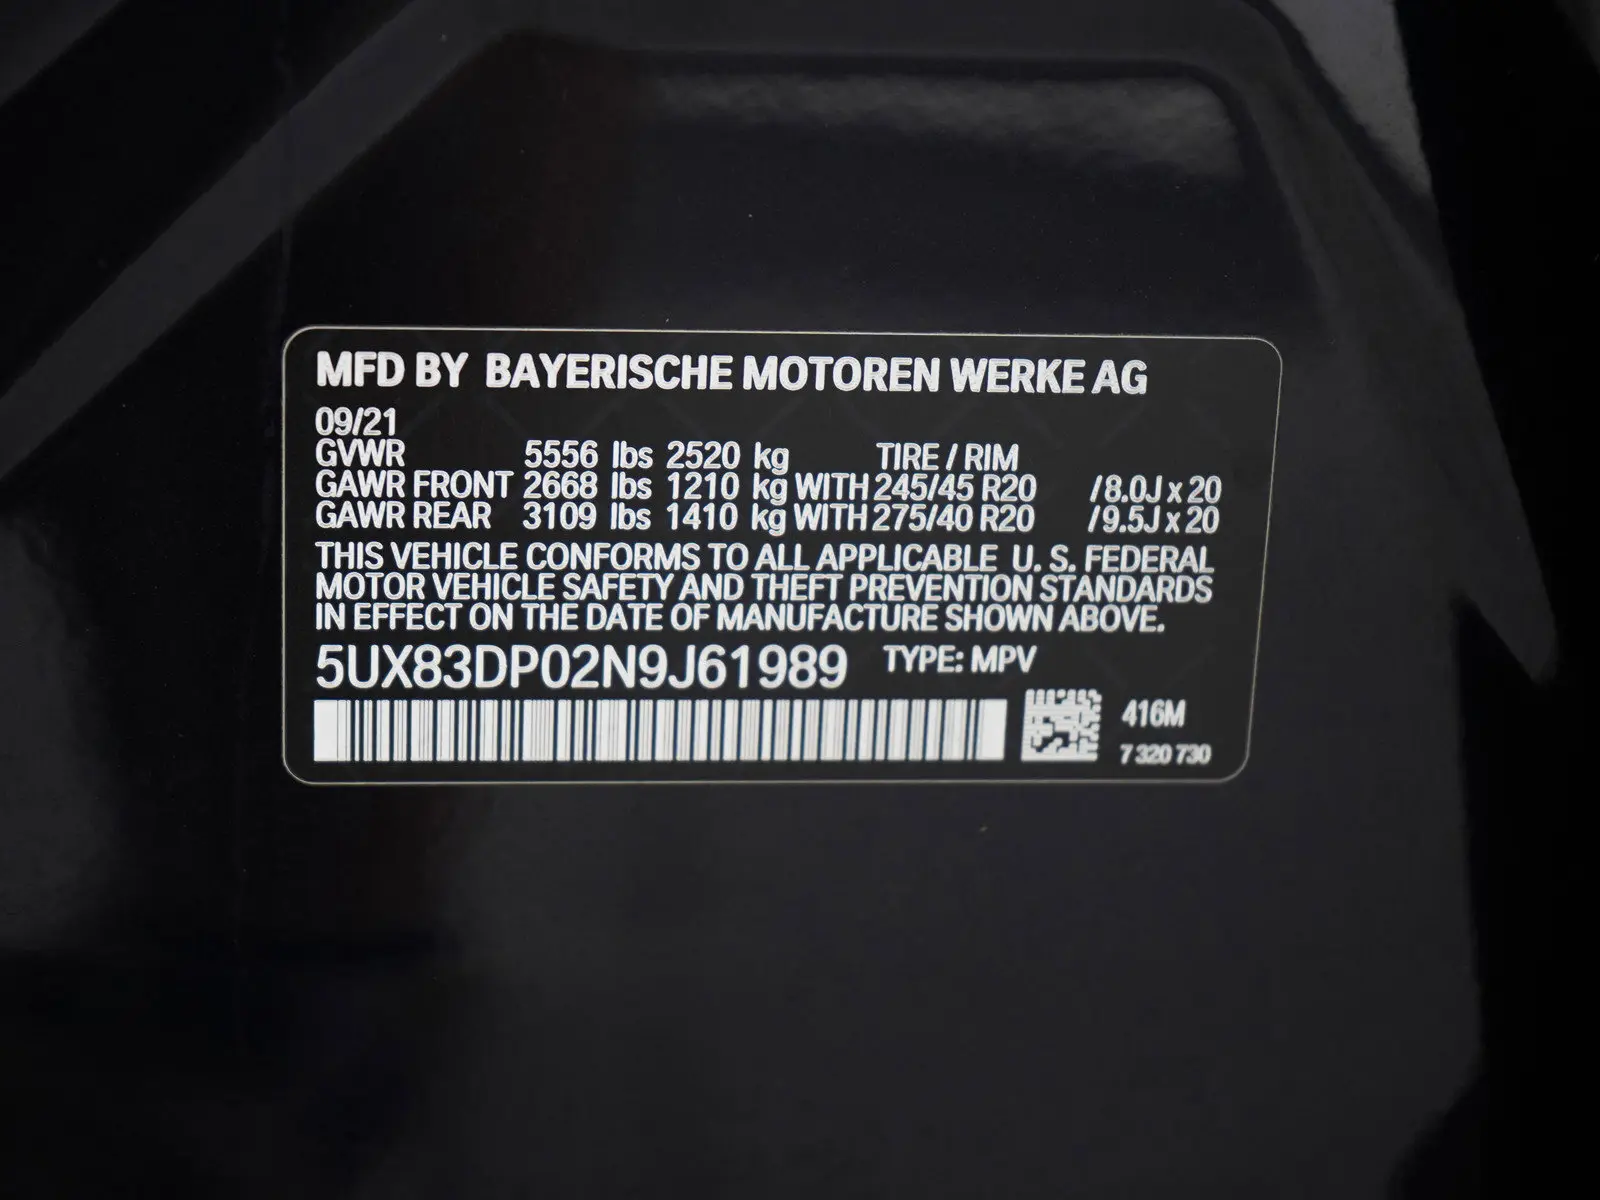 MFD BY BAYERISCHE MOTOREN WERKE AG
09/21
GVWR 5556 lbs 2520 kg TIRE / RIM
GAWR FRONT 2668 lbs 1210 kg WITH 245/45 R20 /8.0J x 20
GAWR REAR 3109 lbs 1410 kg WITH 275/40 R20 /9.5J x 20
THIS VEHICLE CONFORMS TO ALL APPLICABLE U. S. FEDERAL
MOTOR VEHICLE SAFETY AND THEFT PREVENTION STANDARDS
IN EFFECT ON THE DATE OF MANUFACTURE SHOWN ABOVE.
5UX83DP02N9J61989 TYPE: MPV
416M
7 320 730